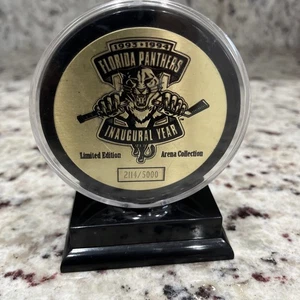 1993 • 1994
FLORIDA PANTHERS
INAUGURAL YEAR
Limited Edition Arena Collection
2114/5000